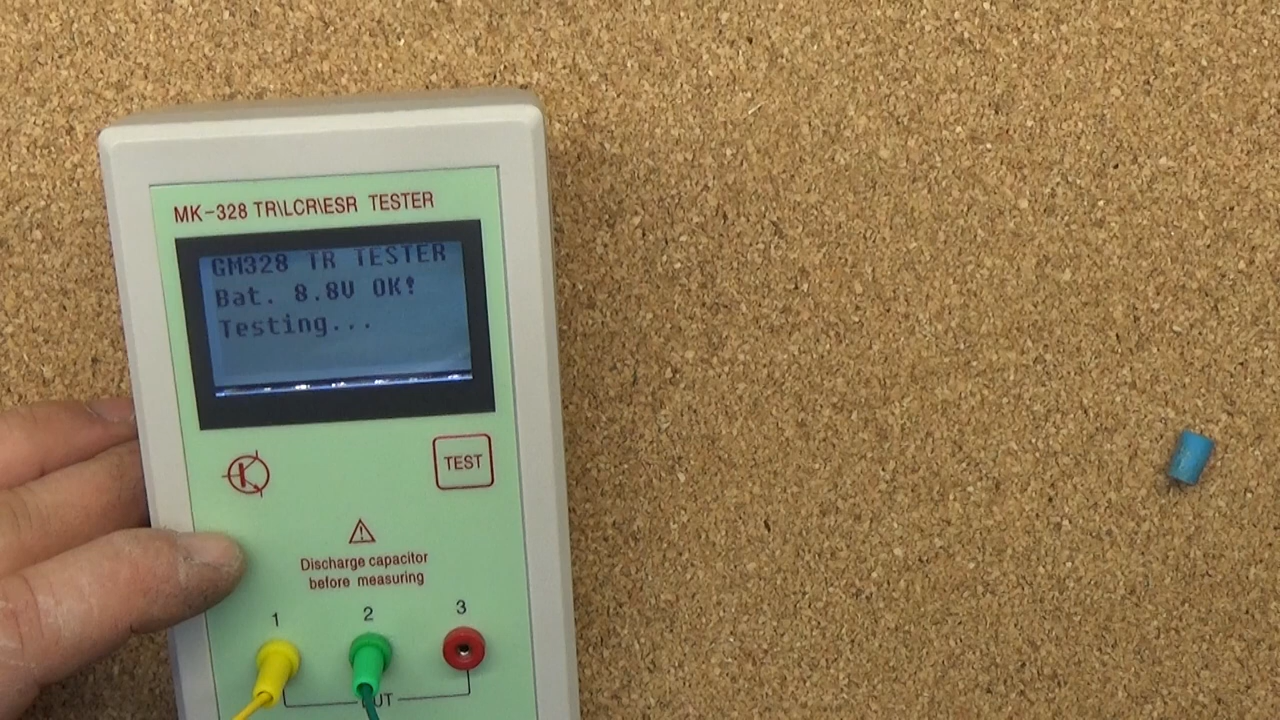 MK-328 TR\LCR\ESR TESTER
GM328 TR TESTER
Bat. 8.8V OK!
Testing...
TEST
Discharge capacitor
before measuring
1 2 3
DUT